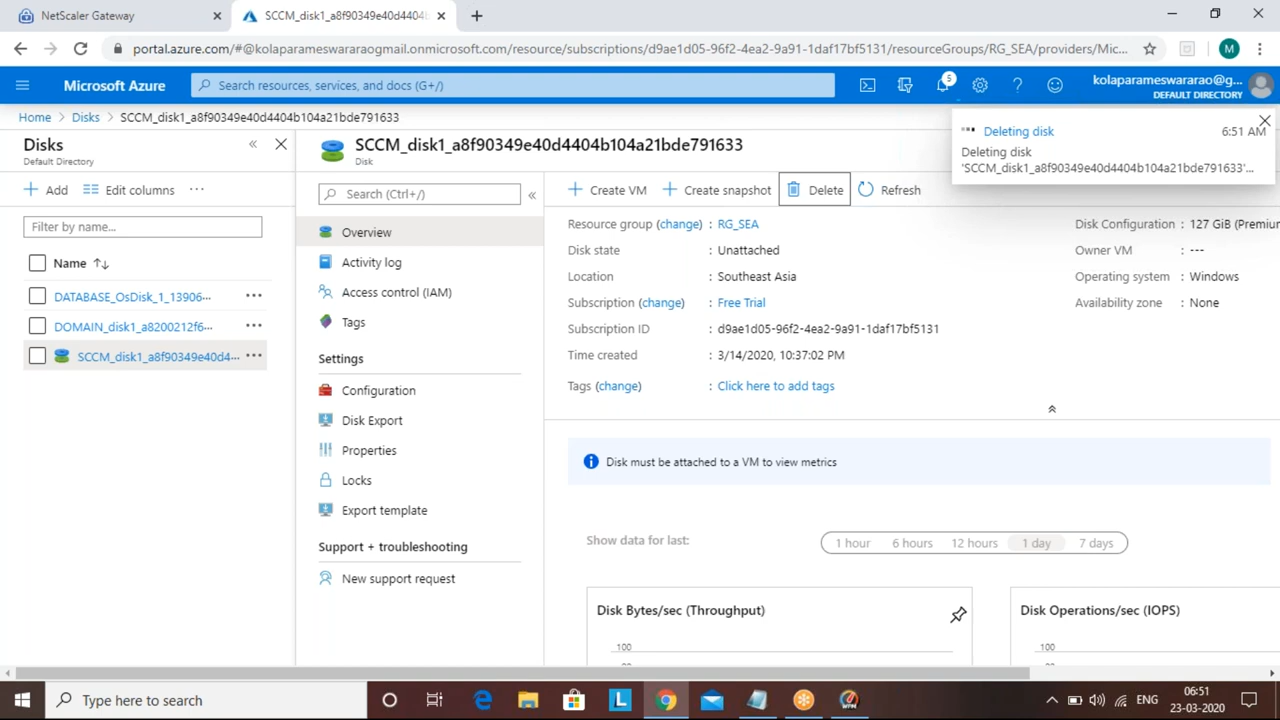 NetScaler Gateway
SCCM_disk1_a8f90349e40d4404b104
portal.azure.com/#@kolaparameswararaogmail.onmicrosoft.com/resource/subscriptions/d9ae1d05-96f2-4ea2-9a91-1daf17bf5131/resourceGroups/RG_SEA/providers/Mic...
M
Microsoft Azure
Search resources, services, and docs (G+/)
5
kolaparameswararao@g...
DEFAULT DIRECTORY
Home > Disks > SCCM_disk1_a8f90349e40d4404b104a21bde791633
Deleting disk 6:51 AM
Deleting disk
'SCCM_disk1_a8f90349e40d4404b104a21bde791633'...
Disks
Default Directory
Add Edit columns ...
Filter by name...
Name
DATABASE_OsDisk_1_13906...
DOMAIN_disk1_a8200212f6...
SCCM_disk1_a8f90349e40d4...
SCCM_disk1_a8f90349e40d4404b104a21bde791633
Disk
Search (Ctrl+/)
Overview
Activity log
Access control (IAM)
Tags
Settings
Configuration
Disk Export
Properties
Locks
Export template
Support + troubleshooting
New support request
Create VM Create snapshot Delete Refresh
Resource group (change) : RG_SEA
Disk state : Unattached
Location : Southeast Asia
Subscription (change) : Free Trial
Subscription ID : d9ae1d05-96f2-4ea2-9a91-1daf17bf5131
Time created : 3/14/2020, 10:37:02 PM
Tags (change) : Click here to add tags
Disk Configuration : 127 GiB (Premium
Owner VM : ---
Operating system : Windows
Availability zone : None
Disk must be attached to a VM to view metrics
Show data for last:
1 hour 6 hours 12 hours 1 day 7 days
Disk Bytes/sec (Throughput)
100
Disk Operations/sec (IOPS)
100
Type here to search
ENG
06:51
23-03-2020